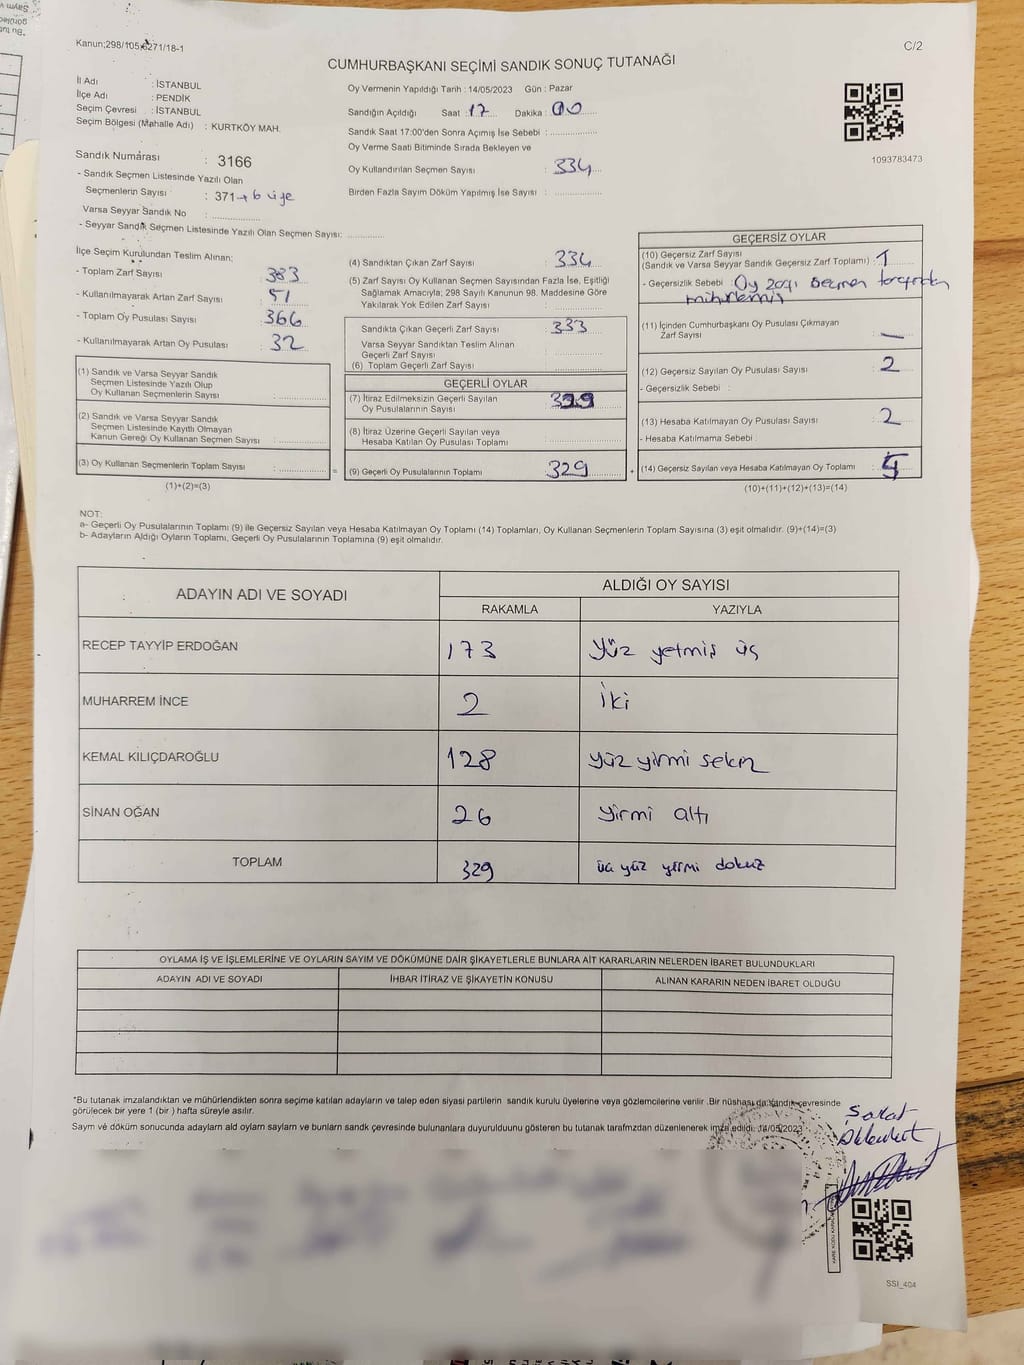 Kanun;298/105,6271/18-1
C/2
CUMHURBAŞKANI SEÇİMİ SANDIK SONUÇ TUTANAĞI
İl Adı : İSTANBUL
İlçe Adı : PENDİK
Seçim Çevresi : İSTANBUL
Seçim Bölgesi (Mahalle Adı) : KURTKÖY MAH.
Sandık Numarası : 3166
- Sandık Seçmen Listesinde Yazılı Olan
Seçmenlerin Sayısı : 371 → 6 üye
Varsa Seyyar Sandık No : ...............
- Seyyar Sandık Seçmen Listesinde Yazılı Olan Seçmen Sayısı: ............
Oy Vermenin Yapıldığı Tarih : 14/05/2023 Gün : Pazar
Sandığın Açıldığı Saat : 17 Dakika : 00
Sandık Saat 17:00'den Sonra Açımış İse Sebebi : ...............
Oy Verme Saati Bitiminde Sırada Bekleyen ve
Oy Kullandırılan Seçmen Sayısı : 334
Birden Fazla Sayım Döküm Yapılmış İse Sayısı : ...............
1093783473
İlçe Seçim Kurulundan Teslim Alınan;
- Toplam Zarf Sayısı : 383
- Kullanılmayarak Artan Zarf Sayısı : 51
- Toplam Oy Pusulası Sayısı : 366
- Kullanılmayarak Artan Oy Pusulası : 32
(1) Sandık ve Varsa Seyyar Sandık
Seçmen Listesinde Yazılı Olup
Oy Kullanan Seçmenlerin Sayısı : ...............
(2) Sandık ve Varsa Seyyar Sandık
Seçmen Listesinde Kayıtlı Olmayan
Kanun Gereği Oy Kullanan Seçmen Sayısı : ...............
(3) Oy Kullanan Seçmenlerin Toplam Sayısı : ............... =
(1)+(2)=(3)
(4) Sandıktan Çıkan Zarf Sayısı : 334
(5) Zarf Sayısı Oy Kullanan Seçmen Sayısından Fazla İse, Eşitliği
Sağlamak Amacıyla; 298 Sayılı Kanunun 98. Maddesine Göre
Yakılarak Yok Edilen Zarf Sayısı : ...............
Sandıkta Çıkan Geçerli Zarf Sayısı : 333
Varsa Seyyar Sandıktan Teslim Alınan
Geçerli Zarf Sayısı : ...............
(6) Toplam Geçerli Zarf Sayısı : ...............
GEÇERLİ OYLAR
(7) İtiraz Edilmeksizin Geçerli Sayılan
Oy Pusulalarının Sayısı : 329
(8) İtiraz Üzerine Geçerli Sayılan veya
Hesaba Katılan Oy Pusulası Toplamı : ...............
(9) Geçerli Oy Pusulalarının Toplamı : 329 +
GEÇERSİZ OYLAR
(10) Geçersiz Zarf Sayısı
(Sandık ve Varsa Seyyar Sandık Geçersiz Zarf Toplamı) : 1
- Geçersizlik Sebebi : Oy zarfı Seçmen tarafından
mühürlemiş
(11) İçinden Cumhurbaşkanı Oy Pusulası Çıkmayan
Zarf Sayısı : —
(12) Geçersiz Sayılan Oy Pusulası Sayısı : 2
- Geçersizlik Sebebi :
(13) Hesaba Katılmayan Oy Pusulası Sayısı : 2
- Hesaba Katılmama Sebebi
(14) Geçersiz Sayılan veya Hesaba Katılmayan Oy Toplamı : 5
(10)+(11)+(12)+(13)=(14)
NOT:
a- Geçerli Oy Pusulalarının Toplamı (9) ile Geçersiz Sayılan veya Hesaba Katılmayan Oy Toplamı (14) Toplamları, Oy Kullanan Seçmenlerin Toplam Sayısına (3) eşit olmalıdır. (9)+(14)=(3)
b- Adayların Aldığı Oyların Toplamı, Geçerli Oy Pusulalarının Toplamına (9) eşit olmalıdır.
ADAYIN ADI VE SOYADI
ALDIĞI OY SAYISI
RAKAMLA YAZIYLA
RECEP TAYYİP ERDOĞAN 173 Yüz yetmiş üç
MUHARREM İNCE 2 İki
KEMAL KILIÇDAROĞLU 128 yüz yirmi sekiz
SİNAN OĞAN 26 Yirmi altı
TOPLAM 329 üç yüz yirmi dokuz
OYLAMA İŞ VE İŞLEMLERİNE VE OYLARIN SAYIM VE DÖKÜMÜNE DAİR ŞİKAYETLERLE BUNLARA AİT KARARLARIN NELERDEN İBARET BULUNDUKLARI
ADAYIN ADI VE SOYADI İHBAR İTİRAZ VE ŞİKAYETİN KONUSU ALINAN KARARIN NEDEN İBARET OLDUĞU
*Bu tutanak imzalandıktan ve mühürlendikten sonra seçime katılan adayların ve talep eden siyasi partilerin sandık kurulu üyelerine veya gözlemcilerine verilir .Bir nüshası da sandık çevresinde
görülecek bir yere 1 (bir ) hafta süreyle asılır.
Sayım vé döküm sonucunda adayların ald oyların sayların ve bunların sandık çevresinde bulunanlara duyurulduunu gösteren bu tutanak tarafmzdan düzenlenerek imza edildi. 14/05/2023
SSI_404